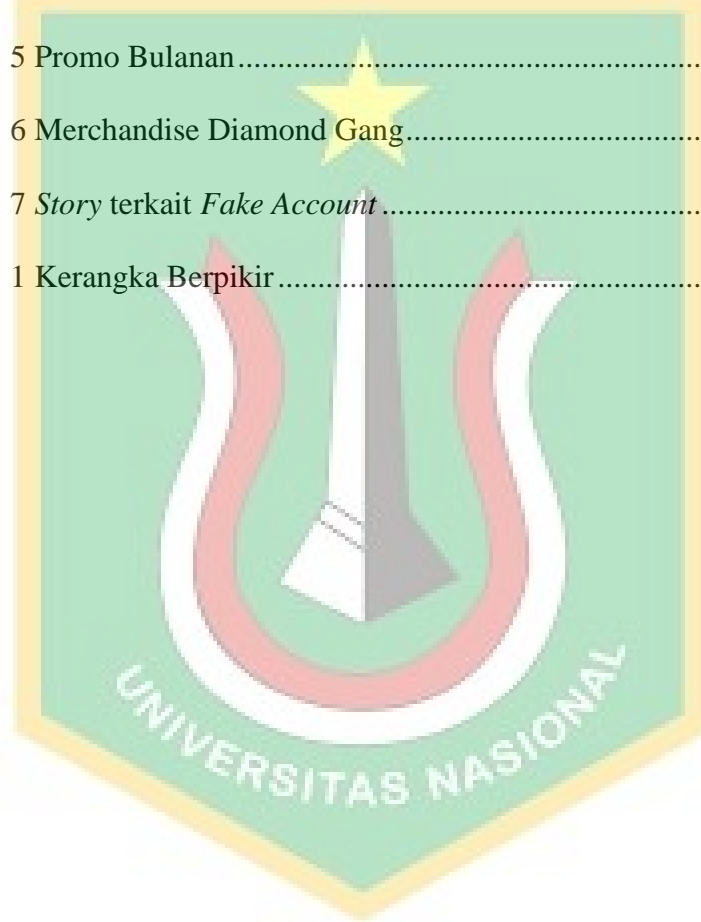 5 Promo Bulanan..........................................................
6 Merchandise Diamond Gang.....................................
7 Story terkait Fake Account........................................
1 Kerangka Berpikir.....................................................
UNIVERSITAS NASIONAL